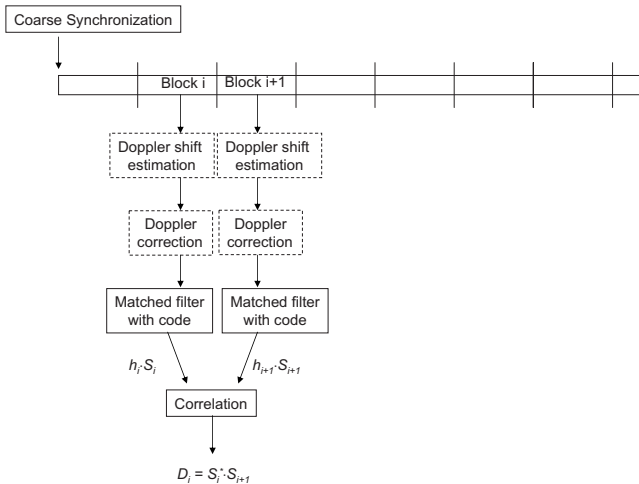 Coarse Synchronization
Block i Block i+1
Doppler shift estimation
Doppler shift estimation
Doppler correction
Doppler correction
Matched filter with code
Matched filter with code
hᵢ·Sᵢ hᵢ₊₁·Sᵢ₊₁
Correlation
Dᵢ = Sᵢ*·Sᵢ₊₁